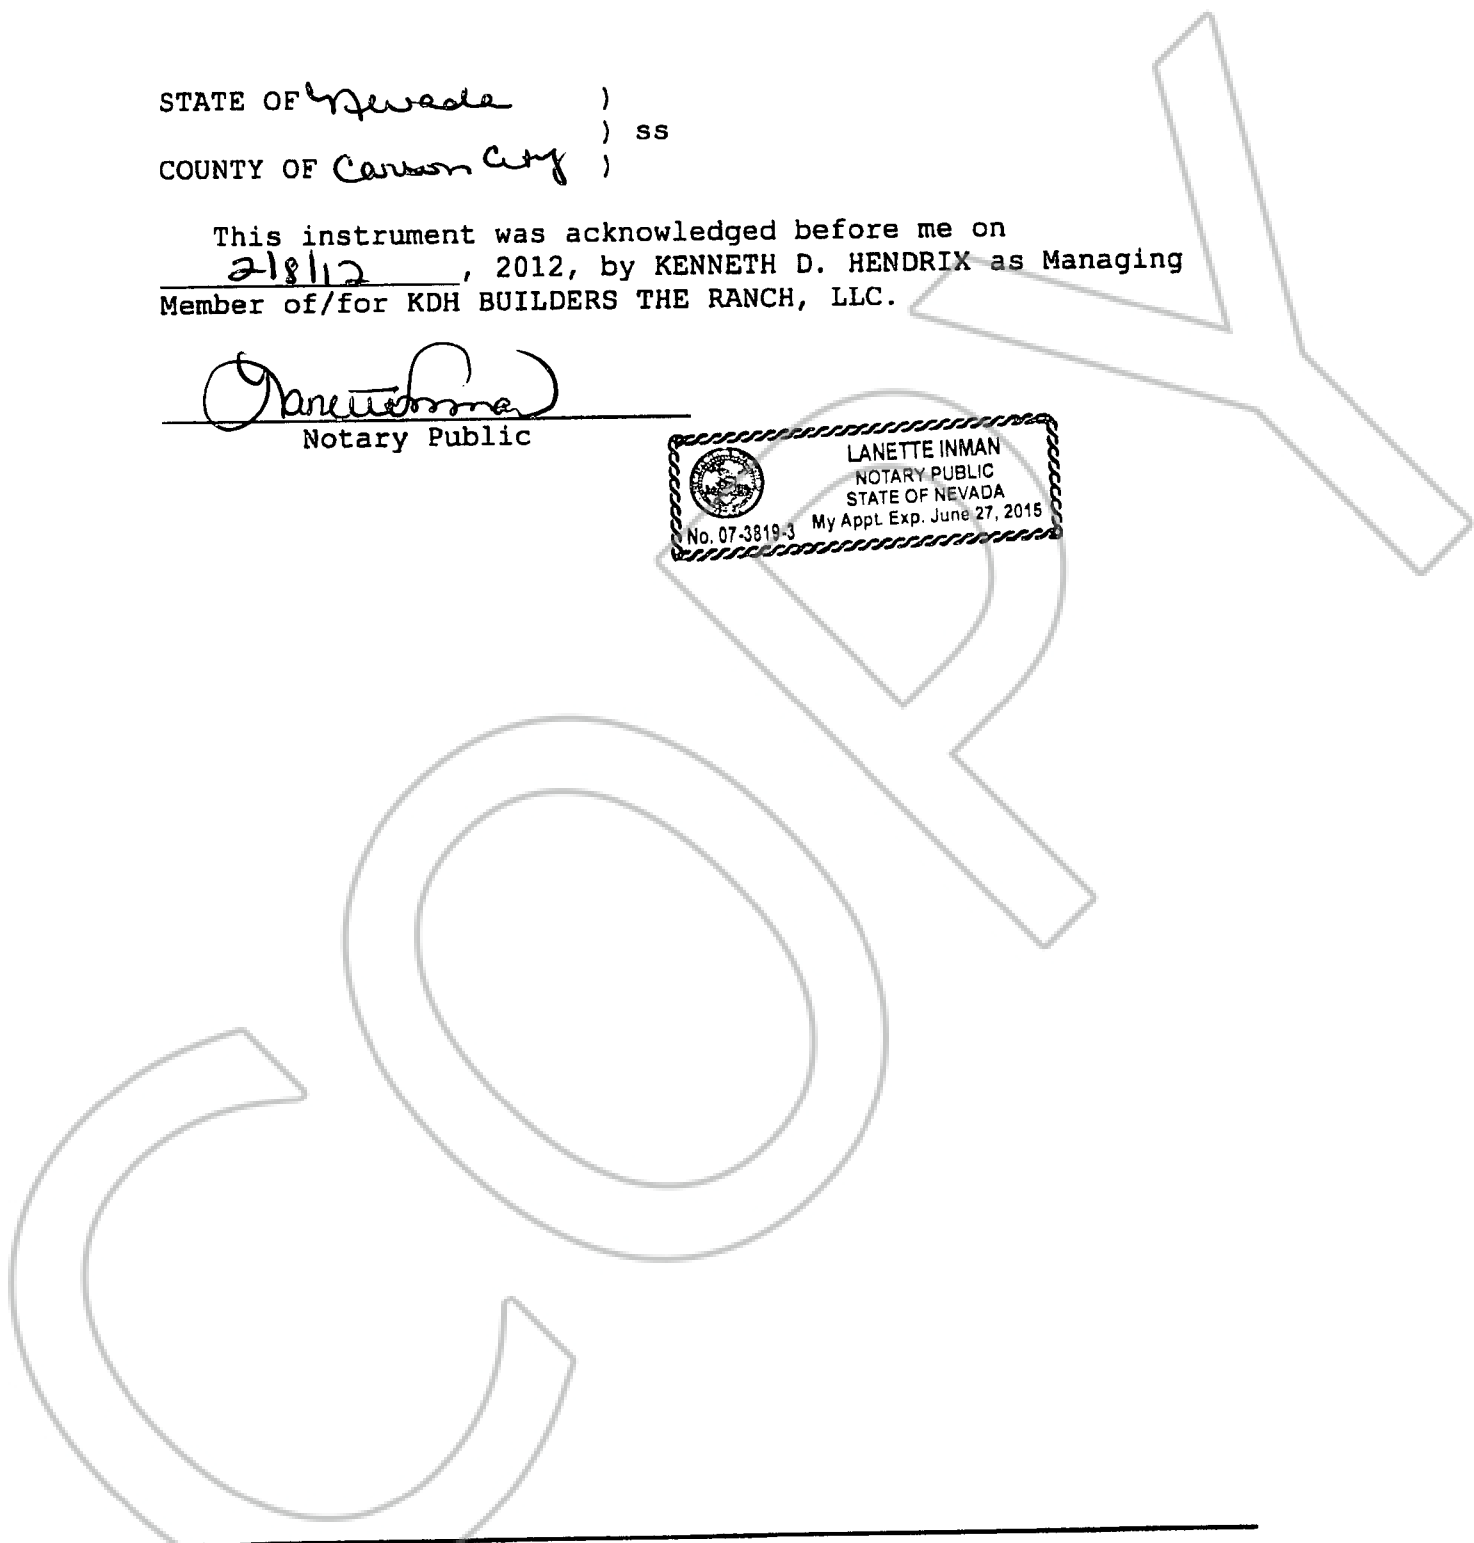 STATE OF Nevada )
) ss
COUNTY OF Carson City )
This instrument was acknowledged before me on
2/8/12, 2012, by KENNETH D. HENDRIX as Managing
Member of/for KDH BUILDERS THE RANCH, LLC.
Lanette Inman
Notary Public
LANETTE INMAN
NOTARY PUBLIC
STATE OF NEVADA
No. 07-3819-3 My Appt. Exp. June 27, 2015
COPY